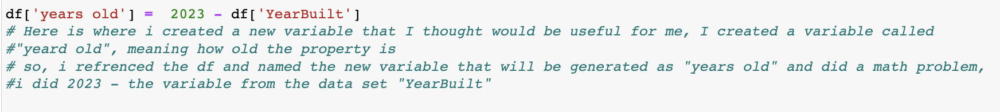 df['years old'] =  2023 - df['YearBuilt']
# Here is where i created a new variable that I thought would be useful for me, I created a variable called
#"yeard old", meaning how old the property is
# so, i refrenced the df and named the new variable that will be generated as "years old" and did a math problem,
#i did 2023 - the variable from the data set "YearBuilt"